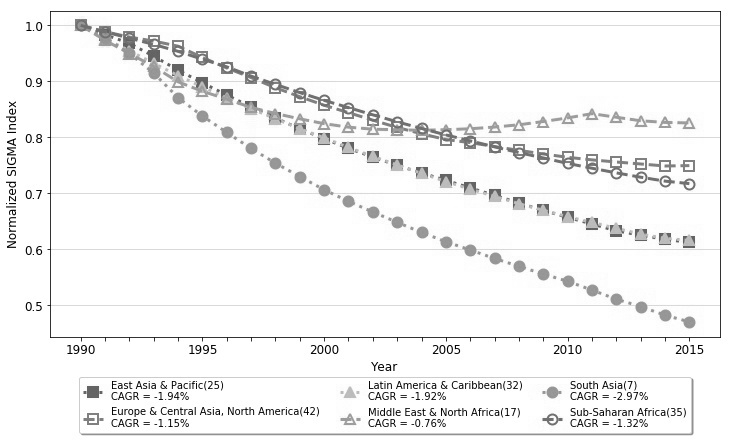 1.0
0.9
0.8
0.7
0.6
0.5
Normalized SIGMA Index
1990 1995 2000 2005 2010 2015
Year
East Asia & Pacific(25)
CAGR = -1.94%
Europe & Central Asia, North America(42)
CAGR = -1.15%
Latin America & Caribbean(32)
CAGR = -1.92%
Middle East & North Africa(17)
CAGR = -0.76%
South Asia(7)
CAGR = -2.97%
Sub-Saharan Africa(35)
CAGR = -1.32%